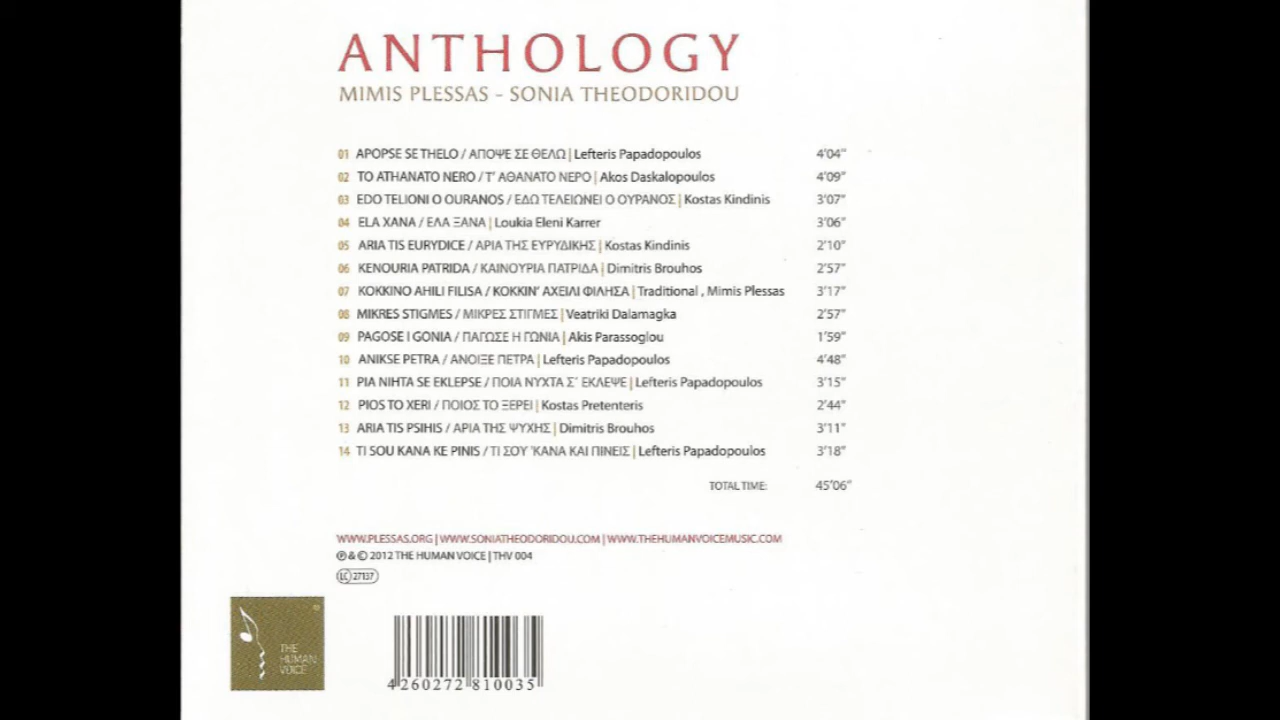 ANTHOLOGY
MIMIS PLESSAS - SONIA THEODORIDOU
01 APOPSE SE THELO / ΑΠΟΨΕ ΣΕ ΘΕΛΩ | Lefteris Papadopoulos 4'04"
02 TO ATHANATO NERO / Τ' ΑΘΑΝΑΤΟ ΝΕΡΟ | Akos Daskalopoulos 4'09"
03 EDO TELIONI O OURANOS / ΕΔΩ ΤΕΛΕΙΩΝΕΙ Ο ΟΥΡΑΝΟΣ | Kostas Kindinis 3'07"
04 ELA XANA / ΕΛΑ ΞΑΝΑ | Loukia Eleni Karrer 3'06"
05 ARIA TIS EURYDICE / ΑΡΙΑ ΤΗΣ ΕΥΡΥΔΙΚΗΣ | Kostas Kindinis 2'10"
06 KENOURIA PATRIDA / ΚΑΙΝΟΥΡΙΑ ΠΑΤΡΙΔΑ | Dimitris Brouhos 2'57"
07 KOKKINO AHILI FILISA / ΚΟΚΚΙΝ' ΑΧΕΙΛΙ ΦΙΛΗΣΑ | Traditional , Mimis Plessas 3'17"
08 MIKRES STIGMES / ΜΙΚΡΕΣ ΣΤΙΓΜΕΣ | Veatriki Dalamagka 2'57"
09 PAGOSE I GONIA / ΠΑΓΩΣΕ Η ΓΩΝΙΑ | Akis Parassoglou 1'59"
10 ANIKSE PETRA / ΑΝΟΙΞΕ ΠΕΤΡΑ | Lefteris Papadopoulos 4'48"
11 PIA NIHTA SE EKLEPSE / ΠΟΙΑ ΝΥΧΤΑ Σ' ΕΚΛΕΨΕ | Lefteris Papadopoulos 3'15"
12 PIOS TO XERI / ΠΟΙΟΣ ΤΟ ΞΕΡΕΙ | Kostas Pretenteris 2'44"
13 ARIA TIS PSIHIS / ΑΡΙΑ ΤΗΣ ΨΥΧΗΣ | Dimitris Brouhos 3'11"
14 TI SOU KANA KE PINIS / ΤΙ ΣΟΥ 'ΚΑΝΑ ΚΑΙ ΠΙΝΕΙΣ | Lefteris Papadopoulos 3'18"
TOTAL TIME: 45'06"
WWW.PLESSAS.ORG | WWW.SONIATHEODORIDOU.COM | WWW.THEHUMANVOICEMUSIC.COM
℗ & © 2012 THE HUMAN VOICE | THV 004
LC 27137
THE
HUMAN
VOICE
4 260272 810035